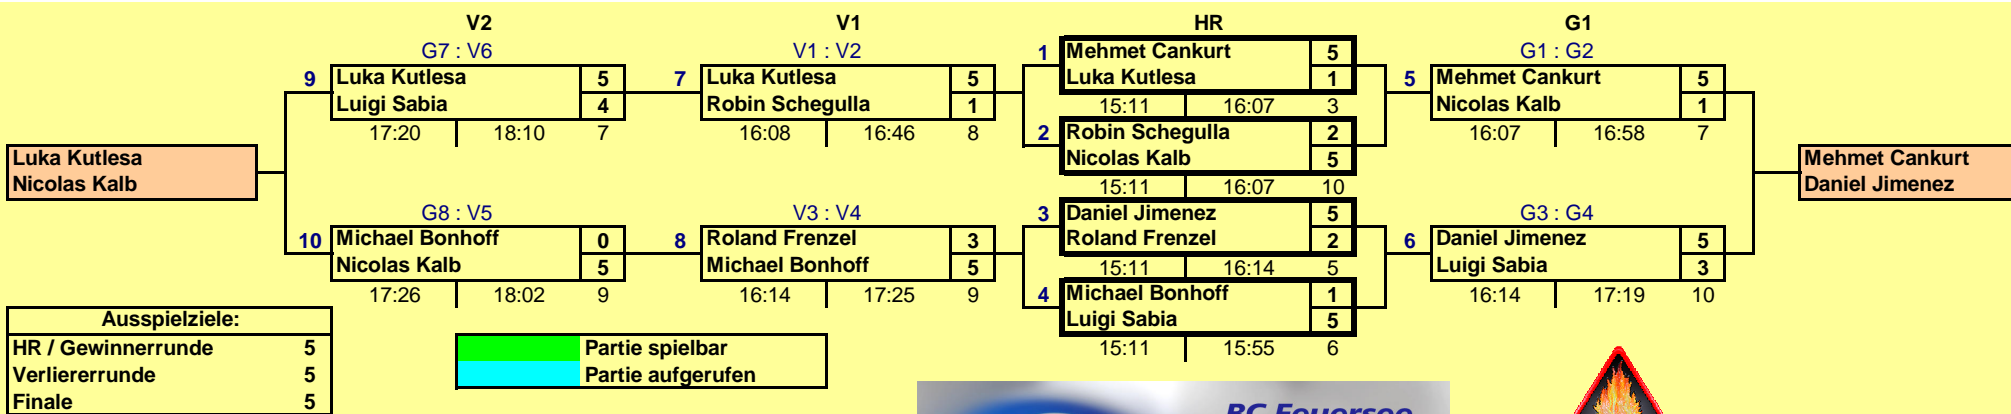 V2 V1 HR G1
G7 : V6 V1 : V2 1 Mehmet Cankurt 5 G1 : G2
9 Luka Kutlesa 5 7 Luka Kutlesa 5 Luka Kutlesa 1 5 Mehmet Cankurt 5
Luigi Sabia 4 Robin Schegulla 1 15:11 16:07 3 Nicolas Kalb 1
17:20 18:10 7 16:08 16:46 8 2 Robin Schegulla 2 16:07 16:58 7
Luka Kutlesa Nicolas Kalb 5 Mehmet Cankurt
Nicolas Kalb 15:11 16:07 10 Daniel Jimenez
G8 : V5 V3 : V4 3 Daniel Jimenez 5 G3 : G4
10 Michael Bonhoff 0 8 Roland Frenzel 3 Roland Frenzel 2 6 Daniel Jimenez 5
Nicolas Kalb 5 Michael Bonhoff 5 15:11 16:14 5 Luigi Sabia 3
17:26 18:02 9 16:14 17:25 9 4 Michael Bonhoff 1 16:14 17:19 10
Ausspielziele: Luigi Sabia 5
HR / Gewinnerrunde 5 Partie spielbar 15:11 15:55 6
Verliererrunde 5 Partie aufgerufen
Finale 5
BC Feuersee